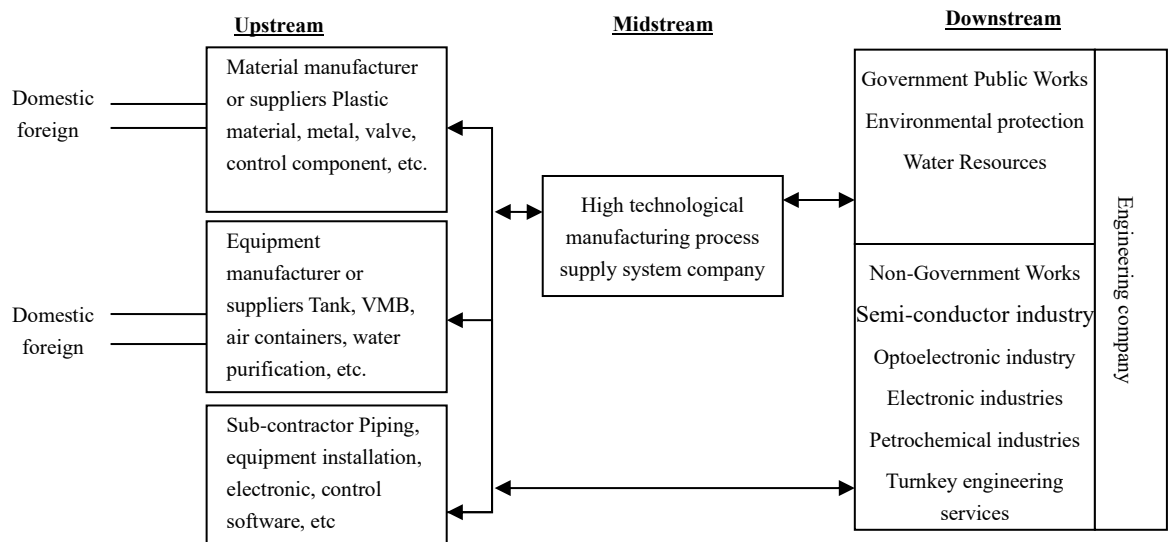 Upstream
Midstream
Downstream
Domestic
foreign
Material manufacturer
or suppliers Plastic
material, metal, valve,
control component, etc.
Domestic
foreign
Equipment
manufacturer or
suppliers Tank, VMB,
air containers, water
purification, etc.
Sub-contractor Piping,
equipment installation,
electronic, control
software, etc
High technological
manufacturing process
supply system company
Government Public Works
Environmental protection
Water Resources
Non-Government Works
Semi-conductor industry
Optoelectronic industry
Electronic industries
Petrochemical industries
Turnkey engineering
services
Engineering company